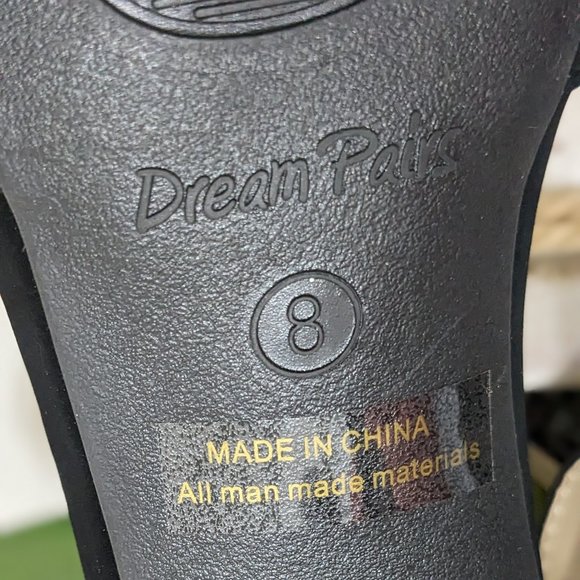 Dream Pairs
8
MADE IN CHINA
All man made materials